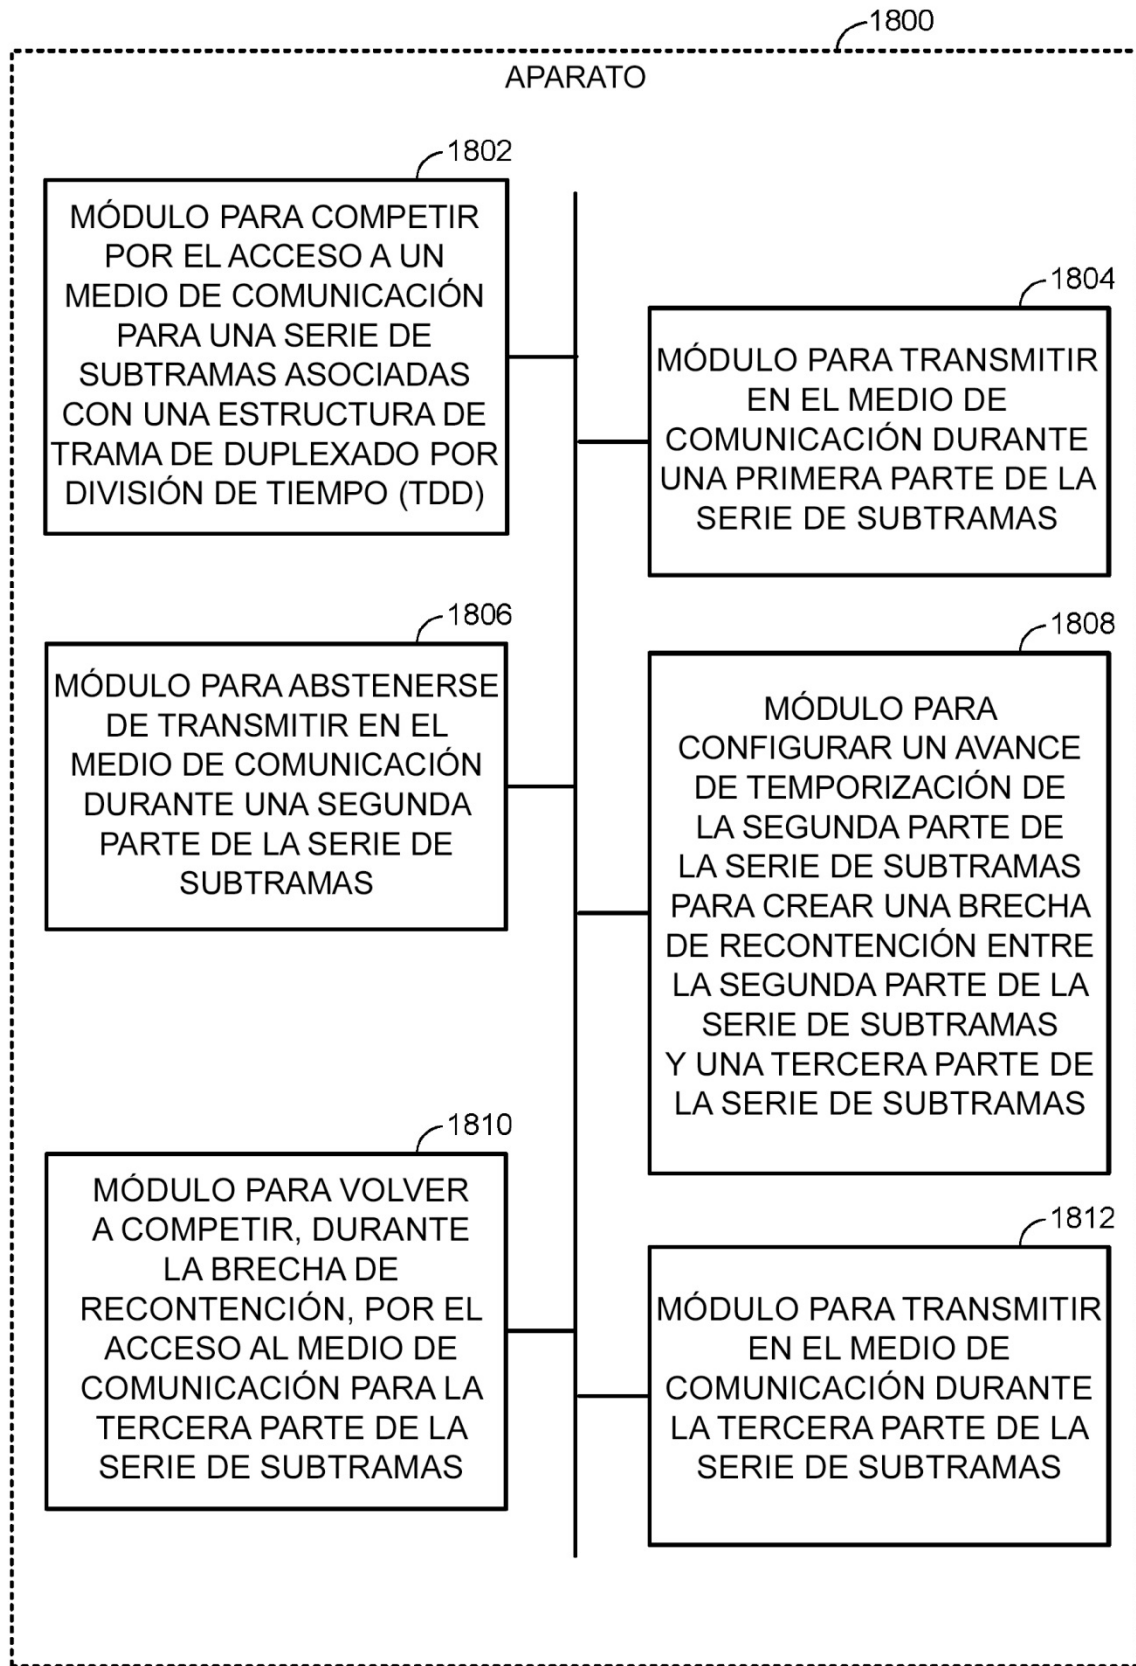 1800
APARATO
1802
MÓDULO PARA COMPETIR
POR EL ACCESO A UN
MEDIO DE COMUNICACIÓN
PARA UNA SERIE DE
SUBTRAMAS ASOCIADAS
CON UNA ESTRUCTURA DE
TRAMA DE DUPLEXADO POR
DIVISIÓN DE TIEMPO (TDD)
1804
MÓDULO PARA TRANSMITIR
EN EL MEDIO DE
COMUNICACIÓN DURANTE
UNA PRIMERA PARTE DE LA
SERIE DE SUBTRAMAS
1806
MÓDULO PARA ABSTENERSE
DE TRANSMITIR EN EL
MEDIO DE COMUNICACIÓN
DURANTE UNA SEGUNDA
PARTE DE LA SERIE DE
SUBTRAMAS
1808
MÓDULO PARA
CONFIGURAR UN AVANCE
DE TEMPORIZACIÓN DE
LA SEGUNDA PARTE DE
LA SERIE DE SUBTRAMAS
PARA CREAR UNA BRECHA
DE RECONTENCIÓN ENTRE
LA SEGUNDA PARTE DE LA
SERIE DE SUBTRAMAS
Y UNA TERCERA PARTE DE
LA SERIE DE SUBTRAMAS
1810
MÓDULO PARA VOLVER
A COMPETIR, DURANTE
LA BRECHA DE
RECONTENCIÓN, POR EL
ACCESO AL MEDIO DE
COMUNICACIÓN PARA LA
TERCERA PARTE DE LA
SERIE DE SUBTRAMAS
1812
MÓDULO PARA TRANSMITIR
EN EL MEDIO DE
COMUNICACIÓN DURANTE
LA TERCERA PARTE DE LA
SERIE DE SUBTRAMAS